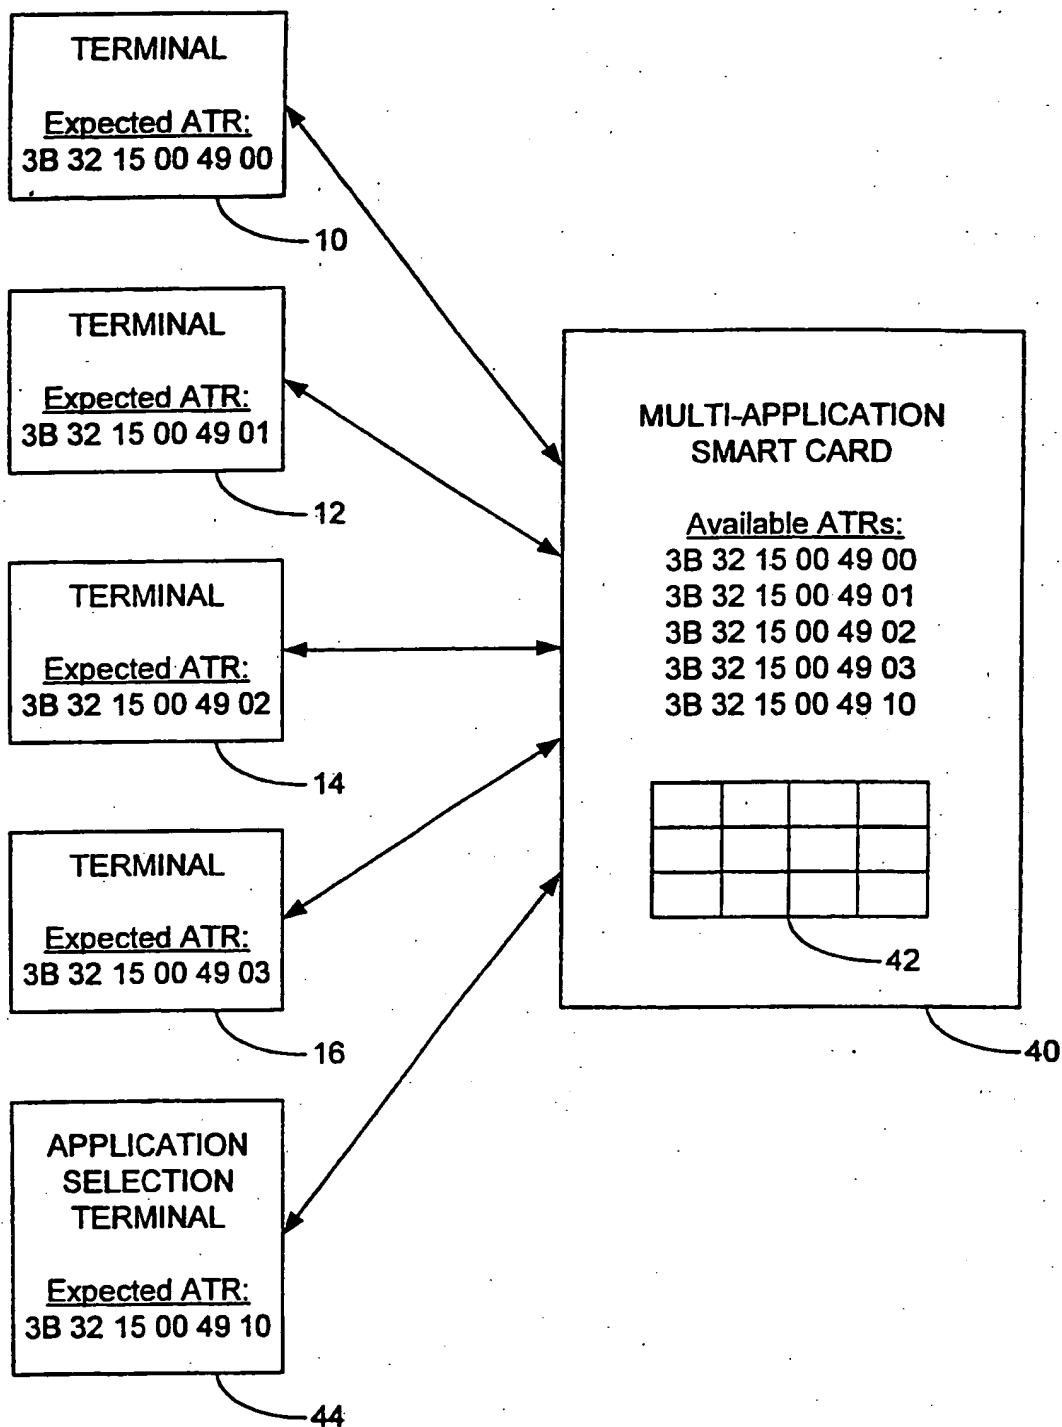 TERMINAL
Expected ATR:
3B 32 15 00 49 00
10
TERMINAL
Expected ATR:
3B 32 15 00 49 01
12
TERMINAL
Expected ATR:
3B 32 15 00 49 02
14
TERMINAL
Expected ATR:
3B 32 15 00 49 03
16
APPLICATION
SELECTION
TERMINAL
Expected ATR:
3B 32 15 00 49 10
44
MULTI-APPLICATION
SMART CARD
Available ATRs:
3B 32 15 00 49 00
3B 32 15 00 49 01
3B 32 15 00 49 02
3B 32 15 00 49 03
3B 32 15 00 49 10
42
40